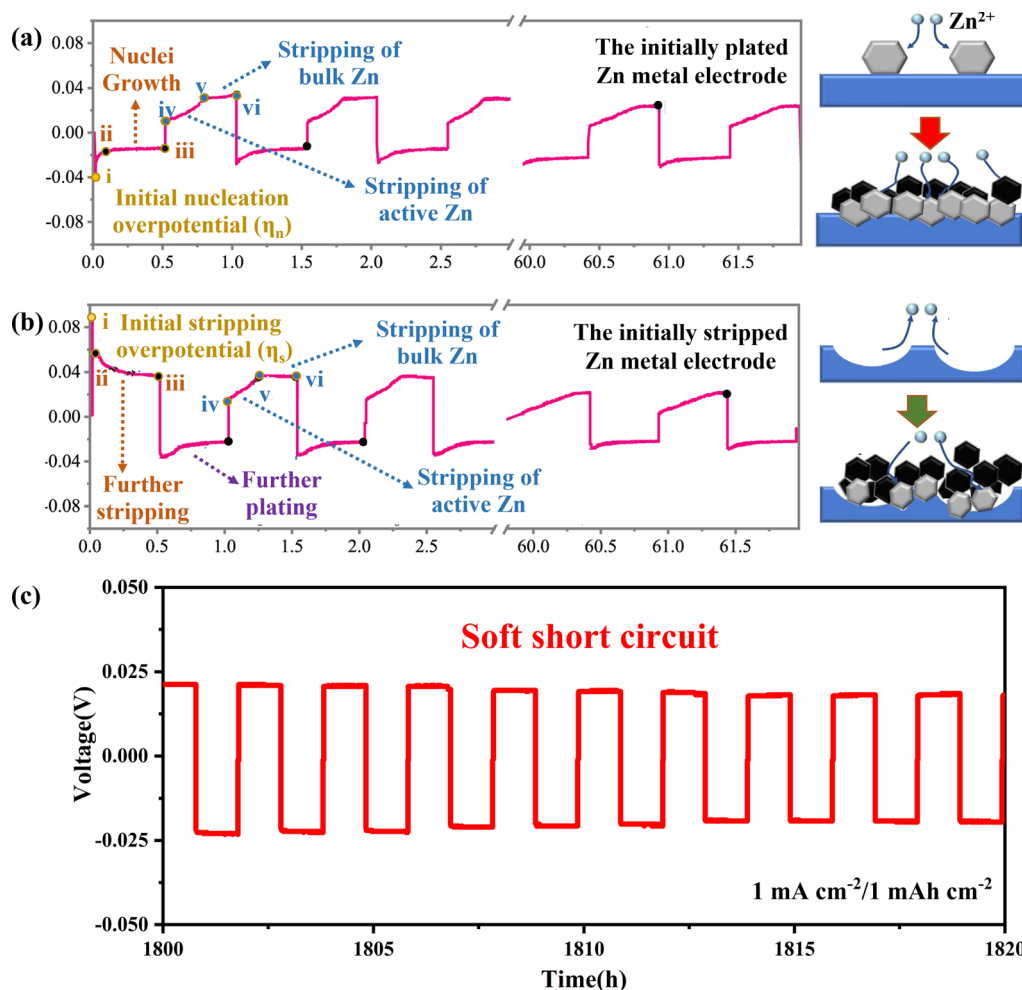 (a)
0.08
0.04
0.00
-0.04
-0.08
Nuclei
Growth
ii
i
iii
iv
v
vi
Stripping of
bulk Zn
Stripping of
active Zn
Initial nucleation
overpotential (ηn)
The initially plated
Zn metal electrode
Zn²⁺
0.0 0.5 1.0 1.5 2.0 2.5 60.0 60.5 61.0 61.5
(b)
0.08
0.04
0.00
-0.04
-0.08
i
Initial stripping
overpotential (ηs)
ii
iii
iv
v
vi
Stripping of
bulk Zn
The initially stripped
Zn metal electrode
Further
stripping
Further
plating
Stripping of
active Zn
0.0 0.5 1.0 1.5 2.0 2.5 60.0 60.5 61.0 61.5
(c)
0.050
0.025
0.000
-0.025
-0.050
Voltage(V)
Soft short circuit
1 mA cm⁻²/1 mAh cm⁻²
1800 1805 1810 1815 1820
Time(h)